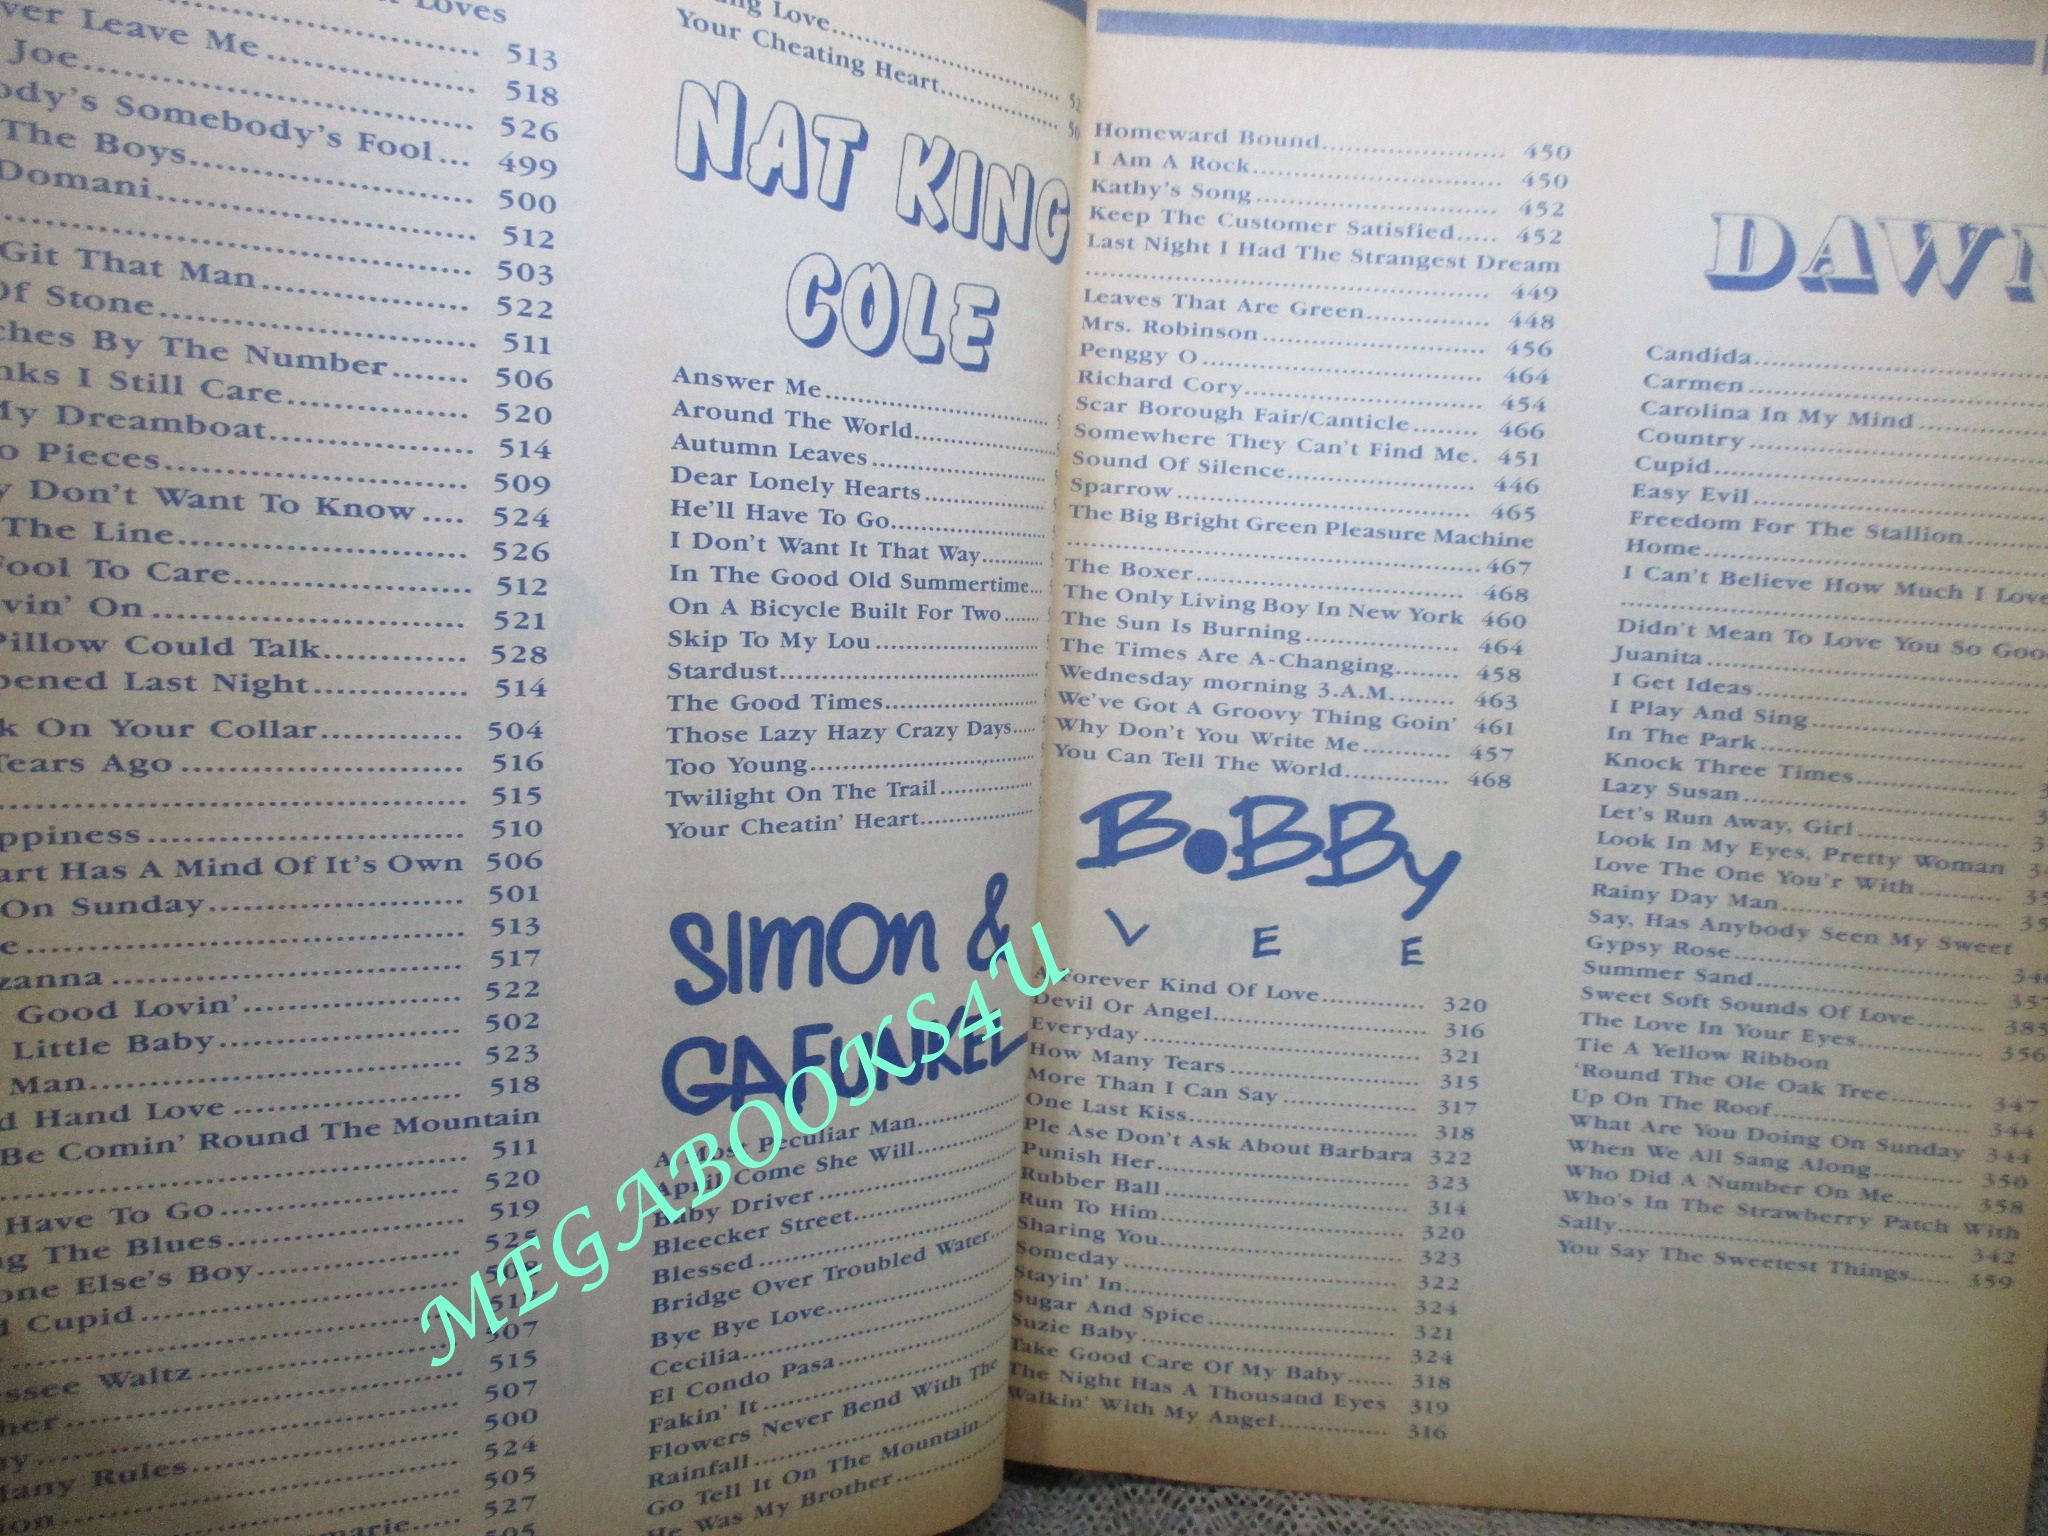 Loves
513
ver Leave Me 518
Joe 526
ody's Somebody's Fool 499
The Boys 500
Domani 512
503
Git That Man 522
Of Stone 511
ches By The Number 506
nks I Still Care 520
My Dreamboat 514
o Pieces 509
y Don't Want To Know 524
The Line 526
Fool To Care 512
vin' On 521
Pillow Could Talk 528
pened Last Night 514
k On Your Collar 504
Tears Ago 516
515
ppiness 510
art Has A Mind Of It's Own 506
On Sunday 501
e 513
zanna 517
Good Lovin' 522
Little Baby 502
Man 523
d Hand Love 518
Be Comin' Round The Mountain
511
Have To Go 520
ng The Blues 519
one Else's Boy 525
d Cupid 508
517
ssee Waltz 507
her 515
ny 507
Many Rules 500
tion 524
505
marie 527
505
ng Love
Your Cheating Heart
NAT KING
COLE
Answer Me
Around The World
Autumn Leaves
Dear Lonely Hearts
He'll Have To Go
I Don't Want It That Way
In The Good Old Summertime
On A Bicycle Built For Two
Skip To My Lou
Stardust
The Good Times
Those Lazy Hazy Crazy Days
Too Young
Twilight On The Trail
Your Cheatin' Heart
SIMON &
GAFUNKEL
A Most Peculiar Man
April Come She Will
Baby Driver
Bleecker Street
Blessed
Bridge Over Troubled Water
Bye Bye Love
Cecilia
El Condo Pasa
Fakin' It
Flowers Never Bend With The
Rainfall
Go Tell It On The Mountain
He Was My Brother
Homeward Bound 450
I Am A Rock 450
Kathy's Song 452
Keep The Customer Satisfied 452
Last Night I Had The Strangest Dream
449
Leaves That Are Green 448
Mrs. Robinson 456
Penggy O 464
Richard Cory 454
Scar Borough Fair/Canticle 466
Somewhere They Can't Find Me. 451
Sound Of Silence 446
Sparrow 465
The Big Bright Green Pleasure Machine
467
The Boxer 468
The Only Living Boy In New York 460
The Sun Is Burning 464
The Times Are A-Changing 458
Wednesday morning 3.A.M. 463
We've Got A Groovy Thing Goin' 461
Why Don't You Write Me 457
You Can Tell The World 468
BOBBy
LEE
A Forever Kind Of Love 320
Devil Or Angel 316
Everyday 321
How Many Tears 315
More Than I Can Say 317
One Last Kiss 318
Ple Ase Don't Ask About Barbara 322
Punish Her 323
Rubber Ball 314
Run To Him 320
Sharing You 323
Someday 322
Stayin' In 324
Sugar And Spice 321
Suzie Baby 324
Take Good Care Of My Baby 318
The Night Has A Thousand Eyes 319
Walkin' With My Angel 316
DAWN
Candida
Carmen
Carolina In My Mind
Country
Cupid
Easy Evil
Freedom For The Stallion
Home
I Can't Believe How Much I Love
Didn't Mean To Love You So Good
Juanita
I Get Ideas
I Play And Sing
In The Park
Knock Three Times
Lazy Susan
Let's Run Away, Girl
Look In My Eyes, Pretty Woman
Love The One You'r With
Rainy Day Man
Say, Has Anybody Seen My Sweet
Gypsy Rose
Summer Sand 357
Sweet Soft Sounds Of Love 385
The Love In Your Eyes 356
Tie A Yellow Ribbon
'Round The Ole Oak Tree 347
Up On The Roof 344
What Are You Doing On Sunday 344
When We All Sang Along 350
Who Did A Number On Me 358
Who's In The Strawberry Patch With
Sally 342
You Say The Sweetest Things 359
MEGABOOKS4U